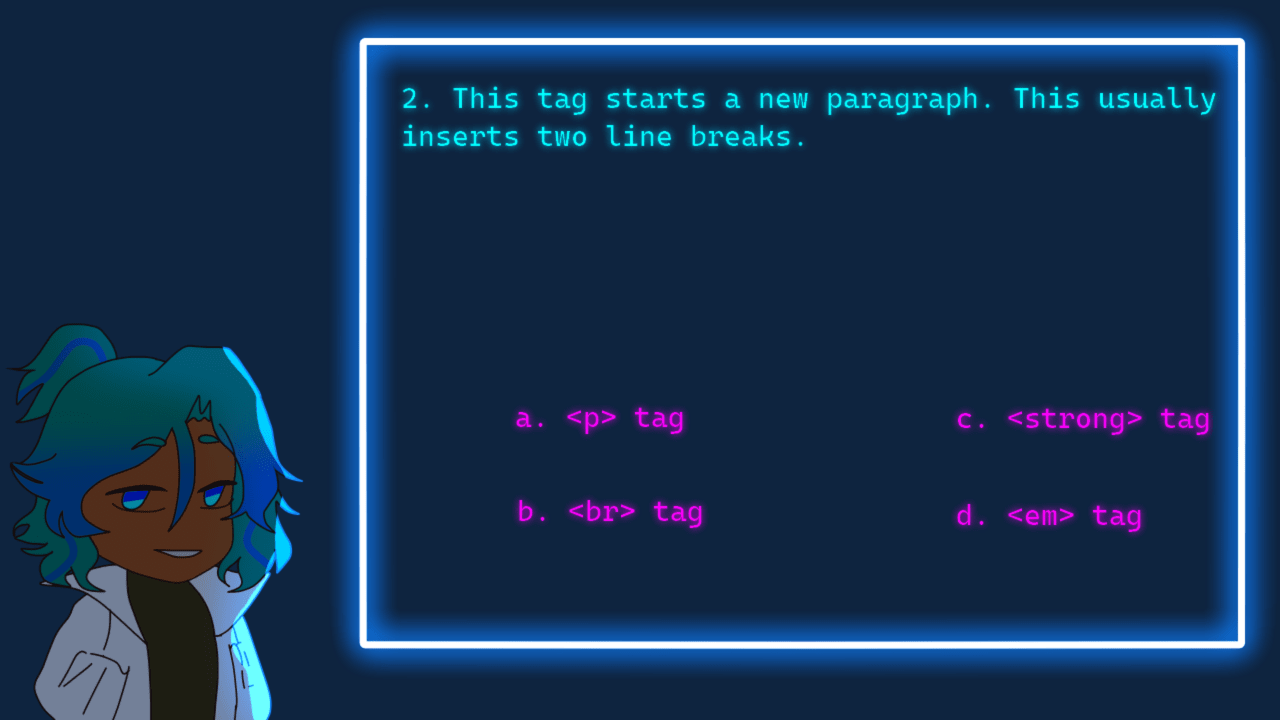 2. This tag starts a new paragraph. This usually
inserts two line breaks.
a. <p> tag
c. <strong> tag
b. <br> tag
d. <em> tag